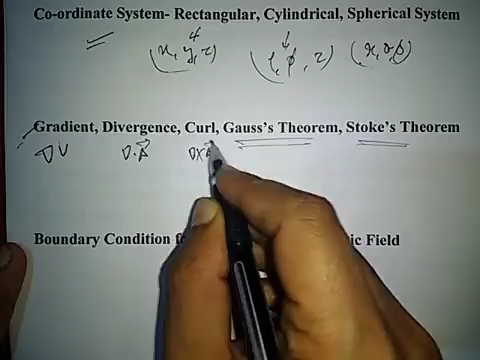 Co-ordinate System- Rectangular, Cylindrical, Spherical System
(x, y, z) (ρ, φ, z) (r, θ, φ)
Gradient, Divergence, Curl, Gauss's Theorem, Stoke's Theorem
∇V ∇.A⃗ ∇×A⃗
Boundary Condition ic Field